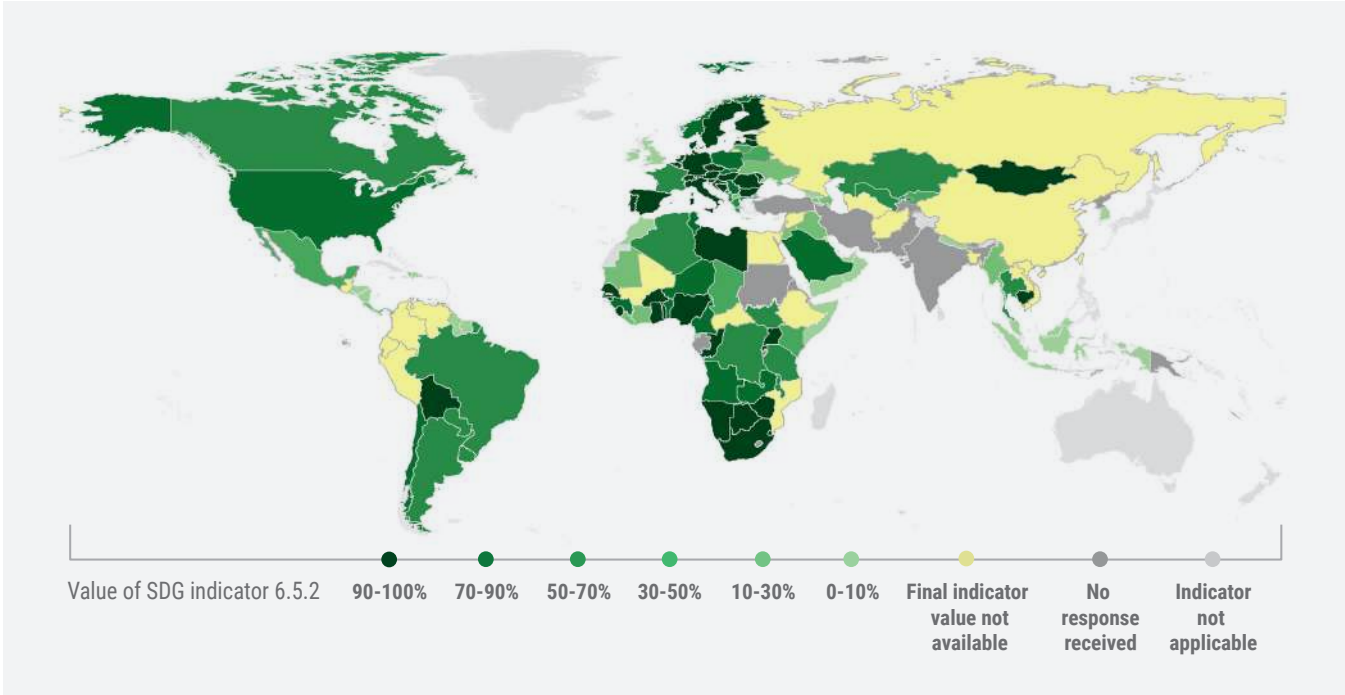 Value of SDG indicator 6.5.2
90-100%
70-90%
50-70%
30-50%
10-30%
0-10%
Final indicator
value not
available
No
response
received
Indicator
not
applicable